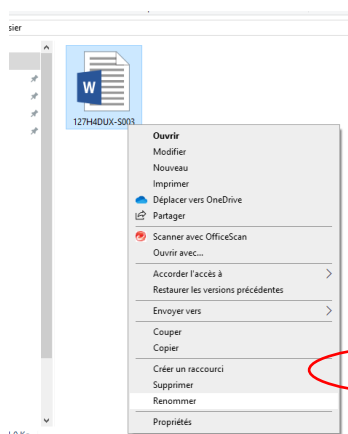 sier
W
127H4DUX-S003
Ouvrir
Modifier
Nouveau
Imprimer
Déplacer vers OneDrive
Partager
Scanner avec OfficeScan
Ouvrir avec...
Accorder l'accès à
Restaurer les versions précédentes
Envoyer vers
Couper
Copier
Créer un raccourci
Supprimer
Renommer
Propriétés